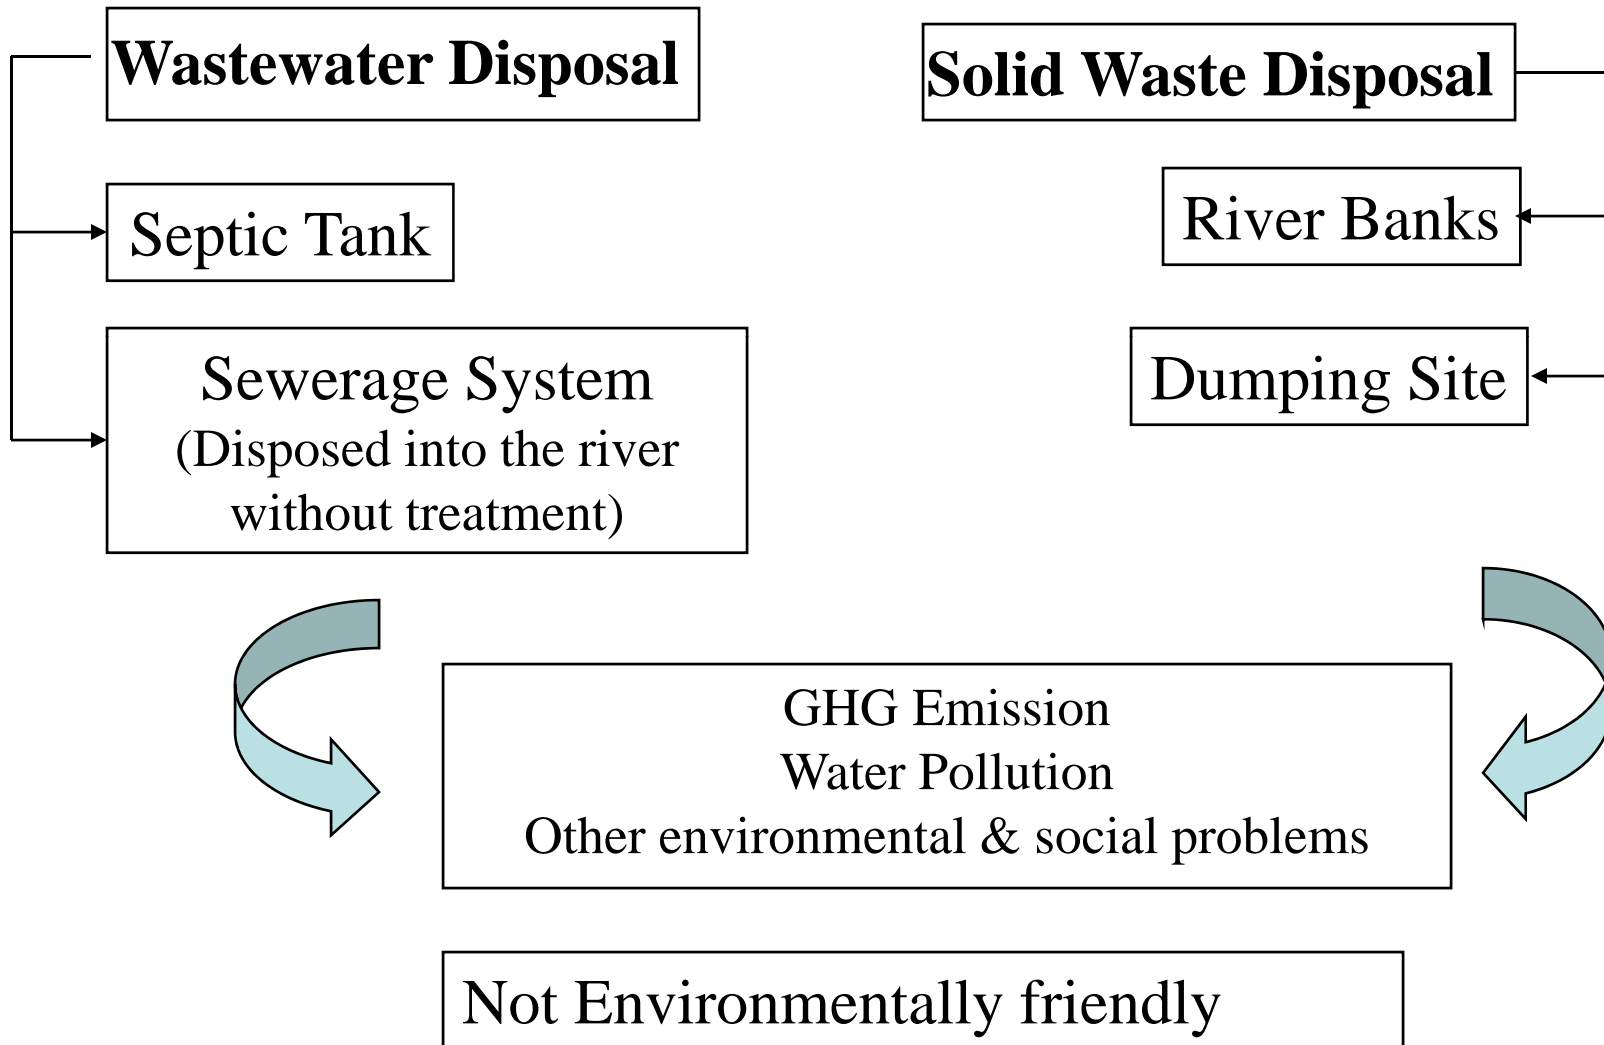 Wastewater Disposal
Solid Waste Disposal
Septic Tank
River Banks
Sewerage System
(Disposed into the river
without treatment)
Dumping Site
GHG Emission
Water Pollution
Other environmental & social problems
Not Environmentally friendly